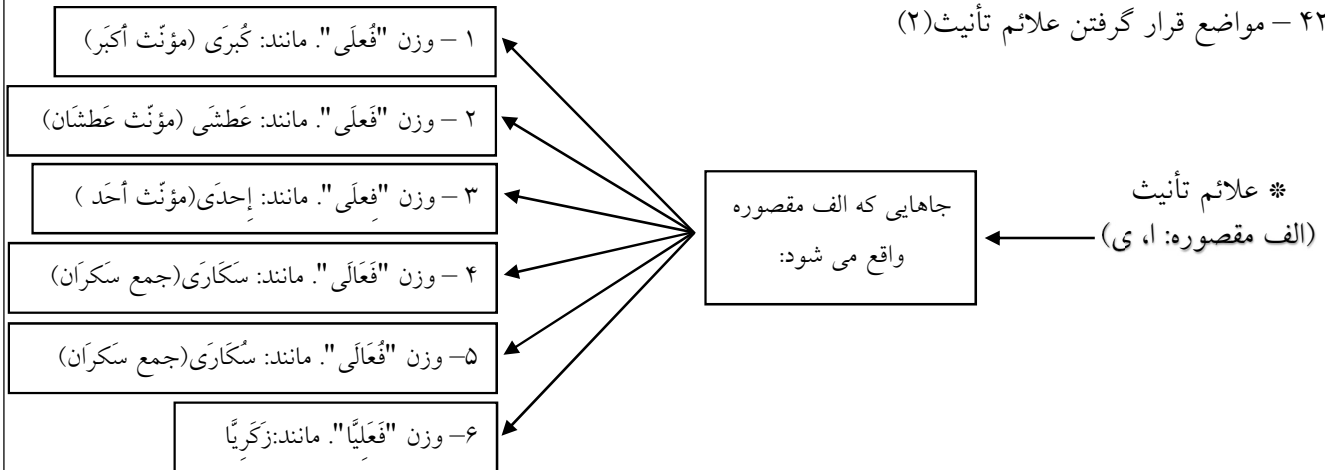 ۴۲ – مواضع قرار گرفتن علائم تأنیث(۲)
* علائم تأنیث
(الف مقصوره: ا، ی)
جاهایی که الف مقصوره
واقع می شود:
۱ – وزن "فُعلَی". مانند: کُبرَی (مؤنّث أکبَر)
۲ – وزن "فَعلَی". مانند: عَطشَی (مؤنّث عَطشَان)
۳ – وزن "فِعلَی". مانند: إحدَی(مؤنّث أحَد )
۴ – وزن "فَعَالَی". مانند: سَکَارَی(جمع سَکرَان)
۵– وزن "فُعَالَی". مانند: سُکَارَی(جمع سَکرَان)
۶– وزن "فَعَلِیَّا". مانند:زَکَرِیَّا